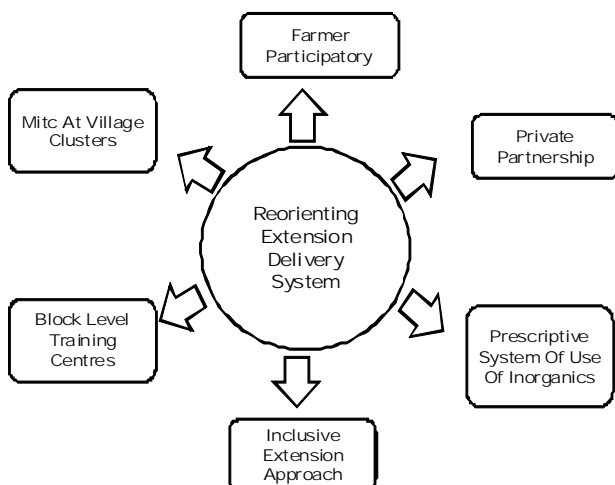 Farmer
Participatory
Mitc At Village
Clusters
Private
Partnership
Reorienting
Extension
Delivery
System
Block Level
Training
Centres
Prescriptive
System Of Use
Of Inorganics
Inclusive
Extension
Approach